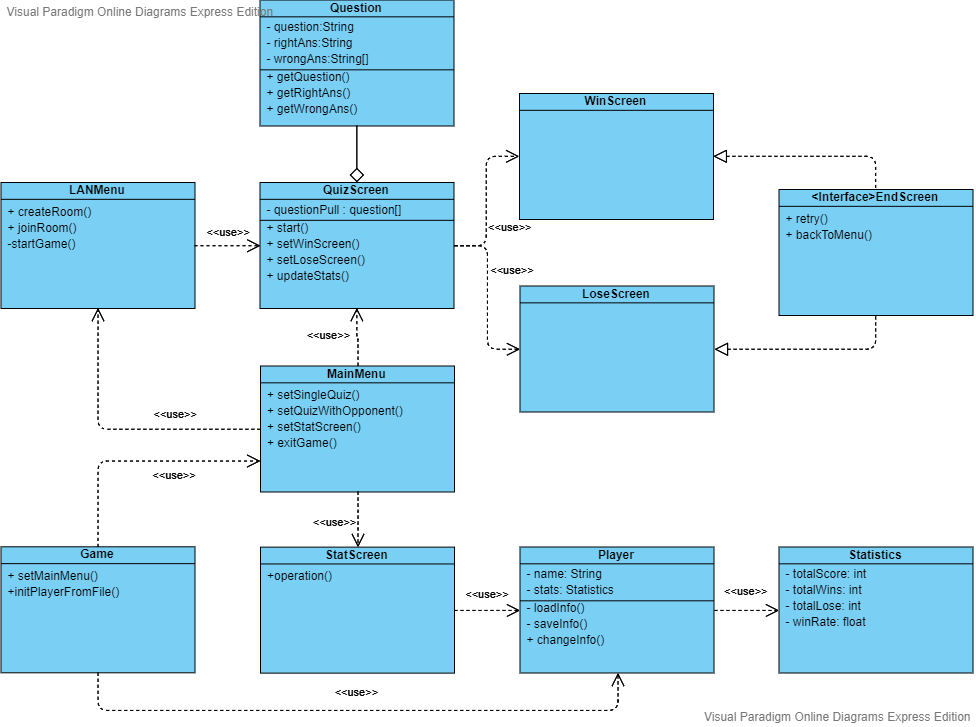 Visual Paradigm Online Diagrams Express Edition
Question
- question:String
- rightAns:String
- wrongAns:String[]
+ getQuestion()
+ getRightAns()
+ getWrongAns()
WinScreen
LANMenu
+ createRoom()
+ joinRoom()
-startGame()
<<use>>
QuizScreen
- questionPull : question[]
+ start()
+ setWinScreen()
+ setLoseScreen()
+ updateStats()
<<use>>
<<use>>
<Interface>EndScreen
+ retry()
+ backToMenu()
LoseScreen
<<use>>
MainMenu
+ setSingleQuiz()
+ setQuizWithOpponent()
+ setStatScreen()
+ exitGame()
<<use>>
<<use>>
<<use>>
Game
+ setMainMenu()
+initPlayerFromFile()
StatScreen
+operation()
<<use>>
Player
- name: String
- stats: Statistics
- loadInfo()
- saveInfo()
+ changeInfo()
<<use>>
Statistics
- totalScore: int
- totalWins: int
- totalLose: int
- winRate: float
<<use>>
Visual Paradigm Online Diagrams Express Edition